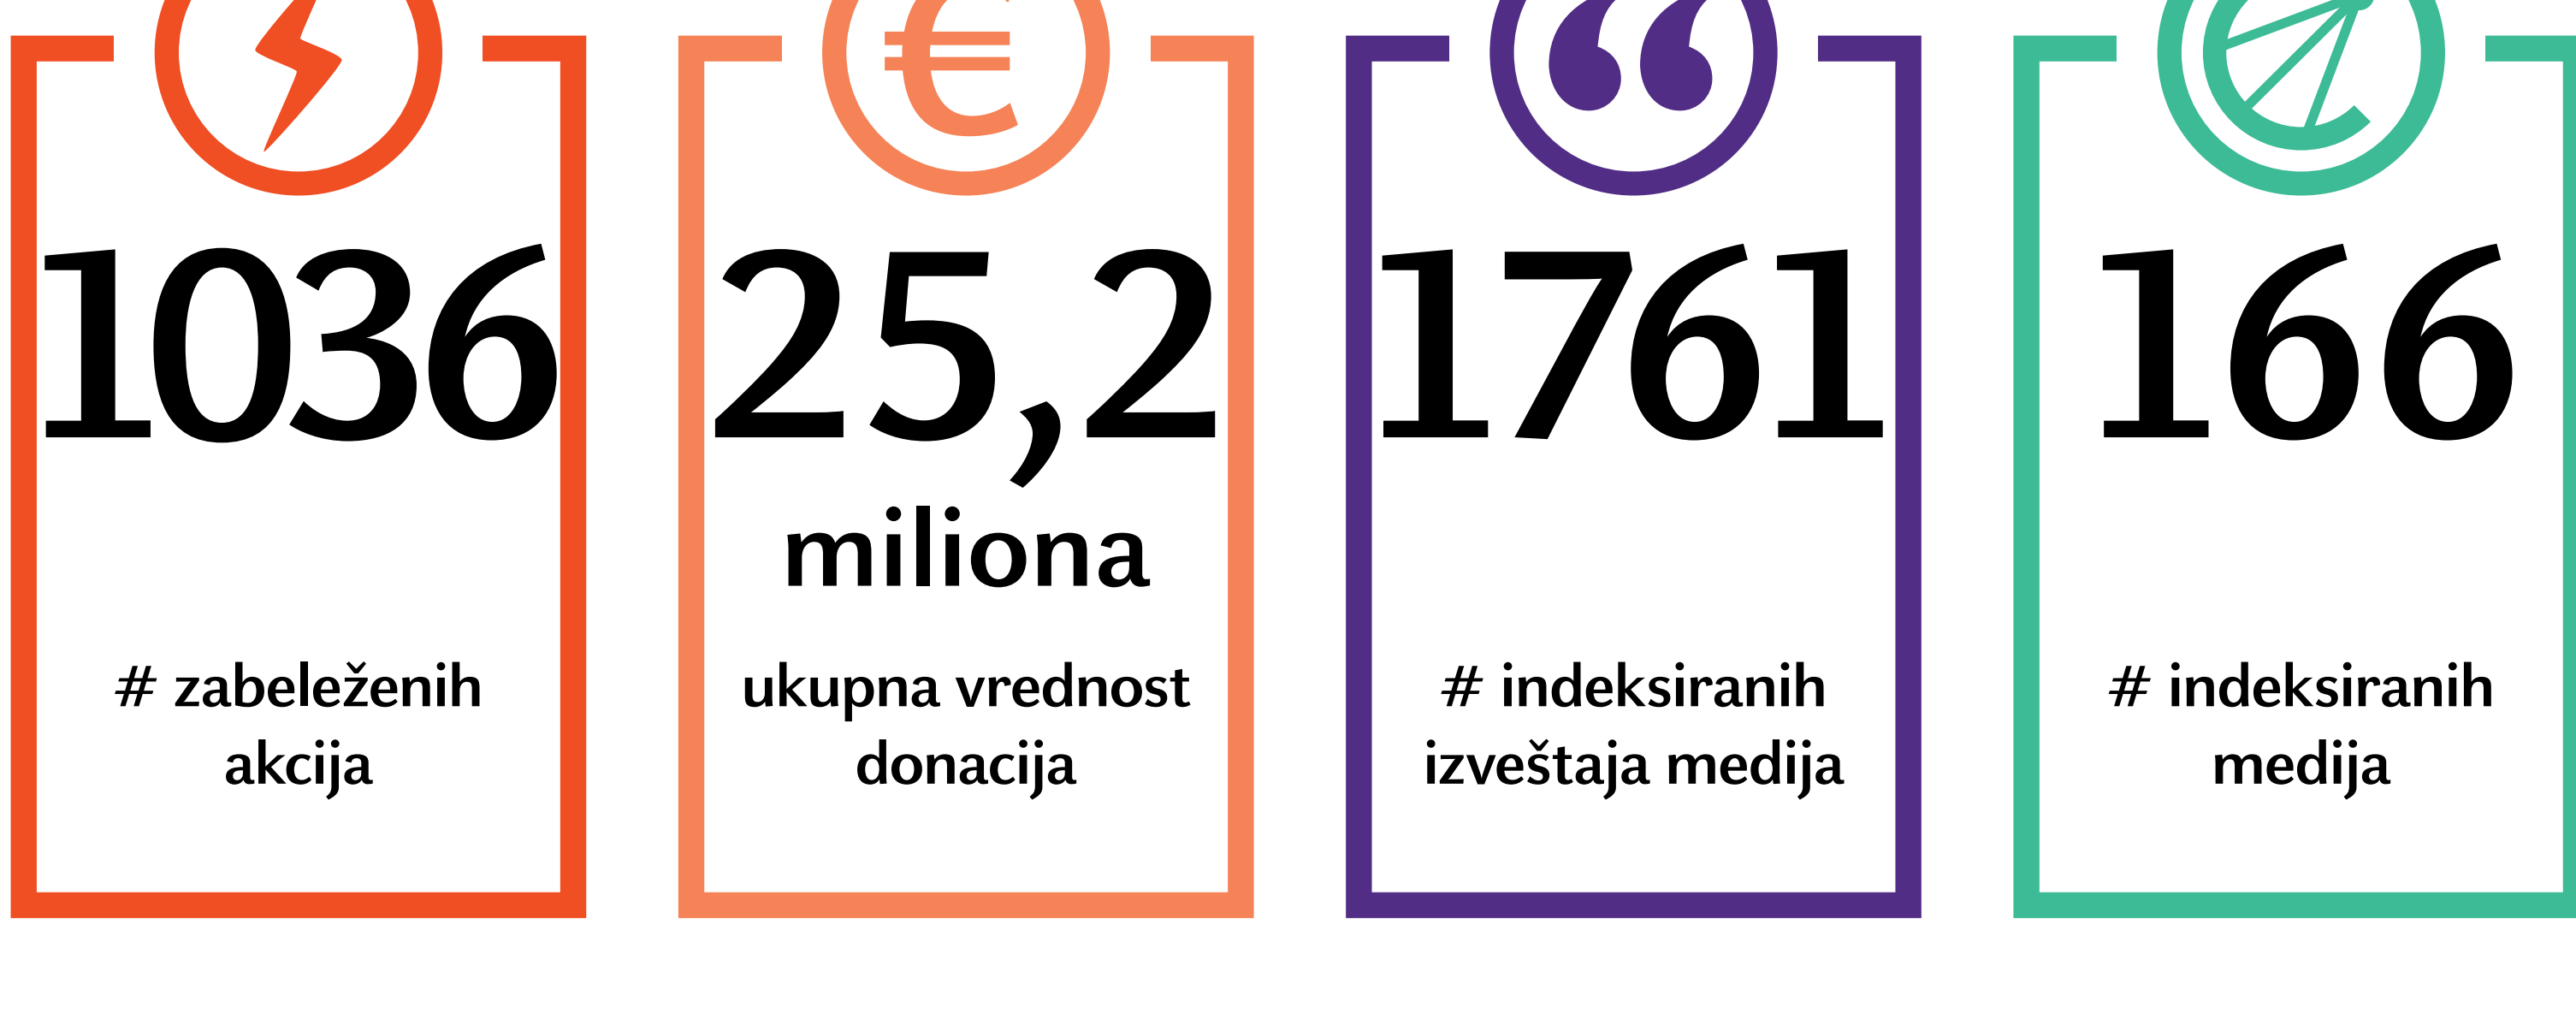 1036
# zabeleženih
akcija
€
25,2
miliona
ukupna vrednost
donacija
“
1761
# indeksiranih
izveštaja medija
166
# indeksiranih
medija